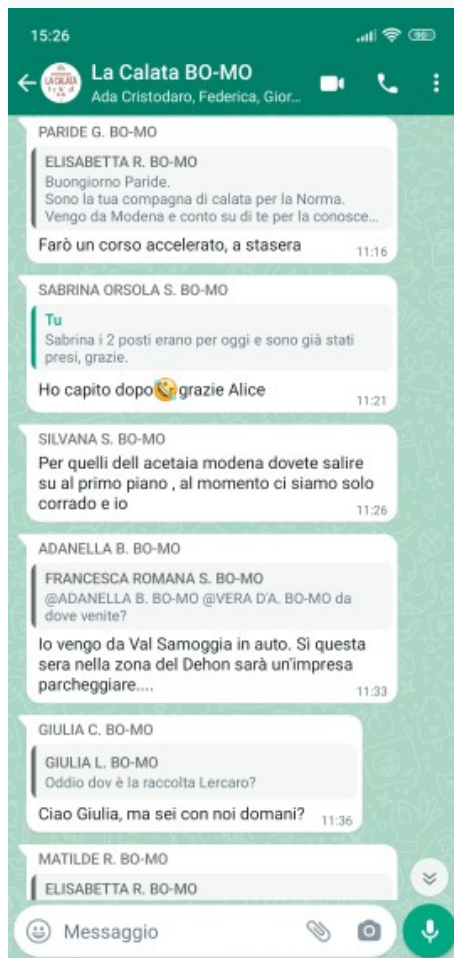 15:26
La Calata BO-MO
Ada Cristodaro, Federica, Gior...
PARIDE G. BO-MO
ELISABETTA R. BO-MO
Buongiorno Paride.
Sono la tua compagna di calata per la Norma.
Vengo da Modena e conto su di te per la conosce...
Farò un corso accelerato, a stasera
11:16
SABRINA ORSOLA S. BO-MO
Tu
Sabrina i 2 posti erano per oggi e sono già stati
presi, grazie.
Ho capito dopo🤣grazie Alice
11:21
SILVANA S. BO-MO
Per quelli dell acetaia modena dovete salire
su al primo piano , al momento ci siamo solo
corrado e io
11:26
ADANELLA B. BO-MO
FRANCESCA ROMANA S. BO-MO
@ADANELLA B. BO-MO @VERA D'A. BO-MO da
dove venite?
Io vengo da Val Samoggia in auto. Sì questa
sera nella zona del Dehon sarà un'impresa
parcheggiare....
11:33
GIULIA C. BO-MO
GIULIA L. BO-MO
Oddio dov è la raccolta Lercaro?
Ciao Giulia, ma sei con noi domani?
11:36
MATILDE R. BO-MO
ELISABETTA R. BO-MO
Messaggio